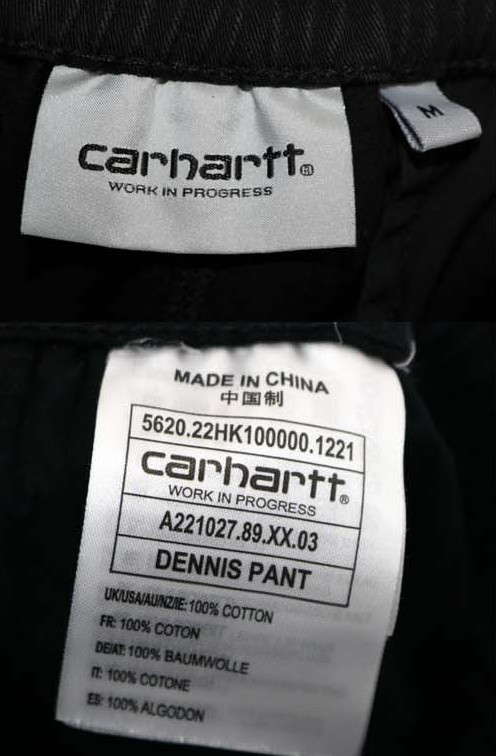 carhartt®
WORK IN PROGRESS
M
MADE IN CHINA
中国制
5620.22HK100000.1221
carhartt®
WORK IN PROGRESS
A221027.89.XX.03
DENNIS PANT
UK/USA/AU/NZ/IE: 100% COTTON
FR: 100% COTON
DE/AT: 100% BAUMWOLLE
IT: 100% COTONE
ES: 100% ALGODON